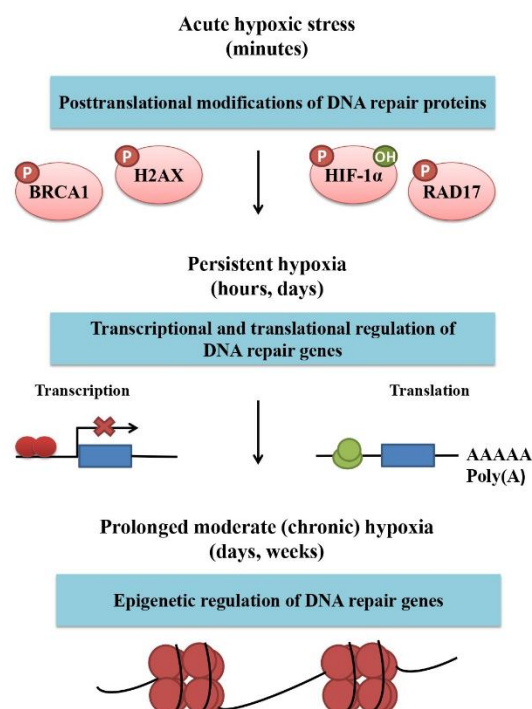 Acute hypoxic stress
(minutes)
Posttranslational modifications of DNA repair proteins
P
BRCA1
P
H2AX
P
OH
HIF-1α
P
RAD17
Persistent hypoxia
(hours, days)
Transcriptional and translational regulation of
DNA repair genes
Transcription
Translation
AAAAA
Poly(A)
Prolonged moderate (chronic) hypoxia
(days, weeks)
Epigenetic regulation of DNA repair genes